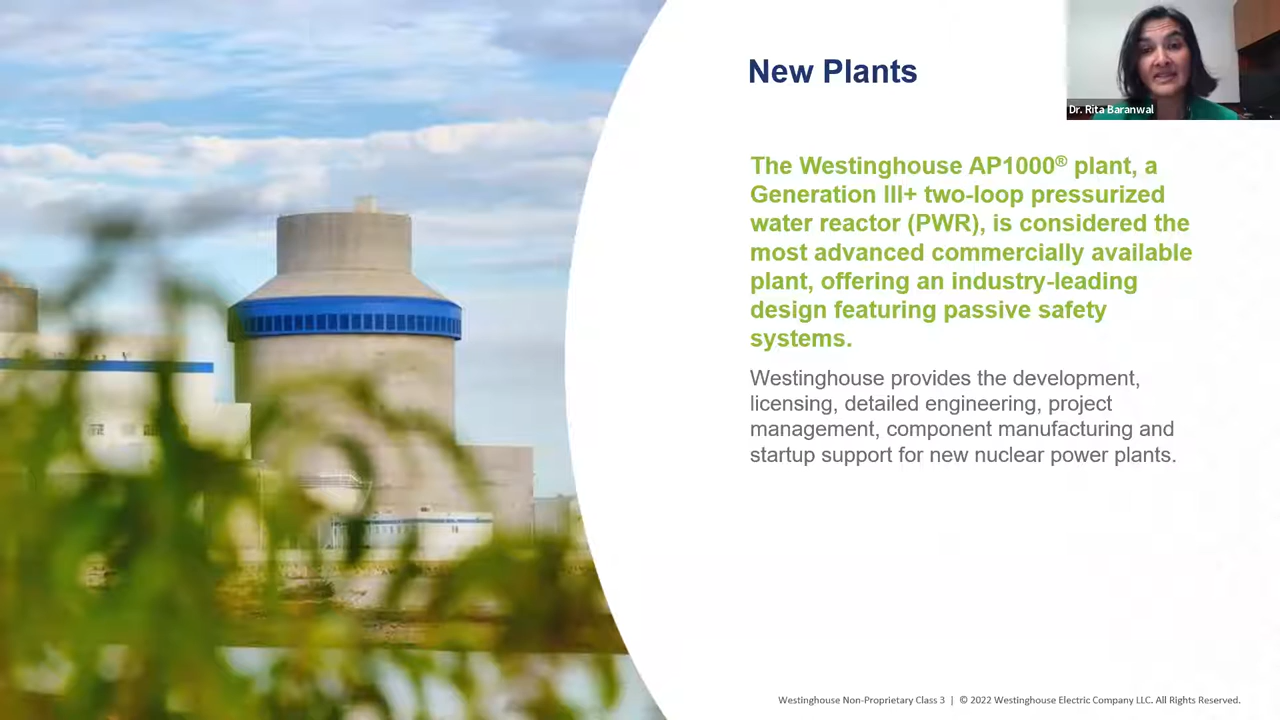 New Plants
Dr. Rita Baranwal
The Westinghouse AP1000® plant, a
Generation III+ two-loop pressurized
water reactor (PWR), is considered the
most advanced commercially available
plant, offering an industry-leading
design featuring passive safety
systems.
Westinghouse provides the development,
licensing, detailed engineering, project
management, component manufacturing and
startup support for new nuclear power plants.
Westinghouse Non-Proprietary Class 3 | © 2022 Westinghouse Electric Company LLC. All Rights Reserved.